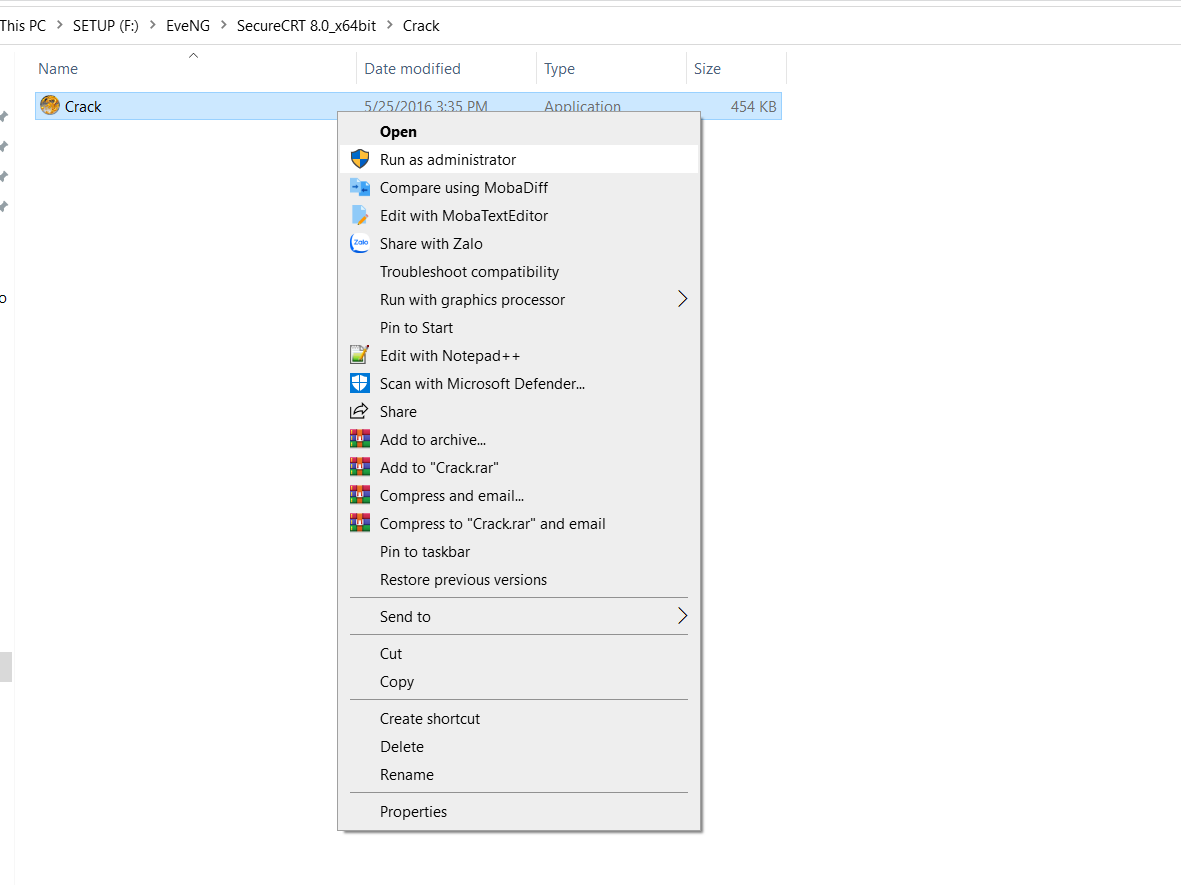 This PC > SETUP (F:) > EveNG > SecureCRT 8.0_x64bit > Crack
Name Date modified Type Size
Crack 5/25/2016 3:35 PM Application 454 KB
Open
Run as administrator
Compare using MobaDiff
Edit with MobaTextEditor
Zalo Share with Zalo
Troubleshoot compatibility
Run with graphics processor
Pin to Start
Edit with Notepad++
Scan with Microsoft Defender...
Share
Add to archive...
Add to "Crack.rar"
Compress and email...
Compress to "Crack.rar" and email
Pin to taskbar
Restore previous versions
Send to
Cut
Copy
Create shortcut
Delete
Rename
Properties